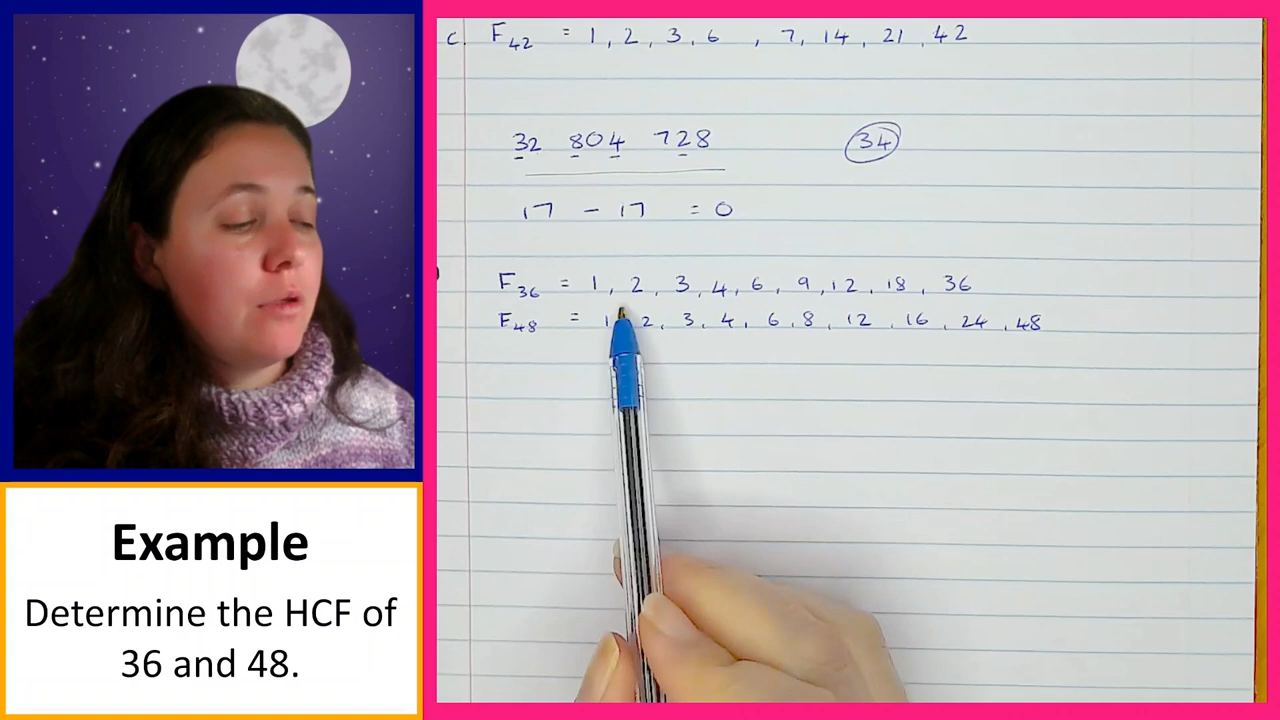 c. F42 = 1, 2, 3, 6, 7, 14, 21, 42
32 804 728 34
17 - 17 = 0
F36 = 1, 2, 3, 4, 6, 9, 12, 18, 36
F48 = 1, 2, 3, 4, 6, 8, 12, 16, 24, 48
Example
Determine the HCF of
36 and 48.